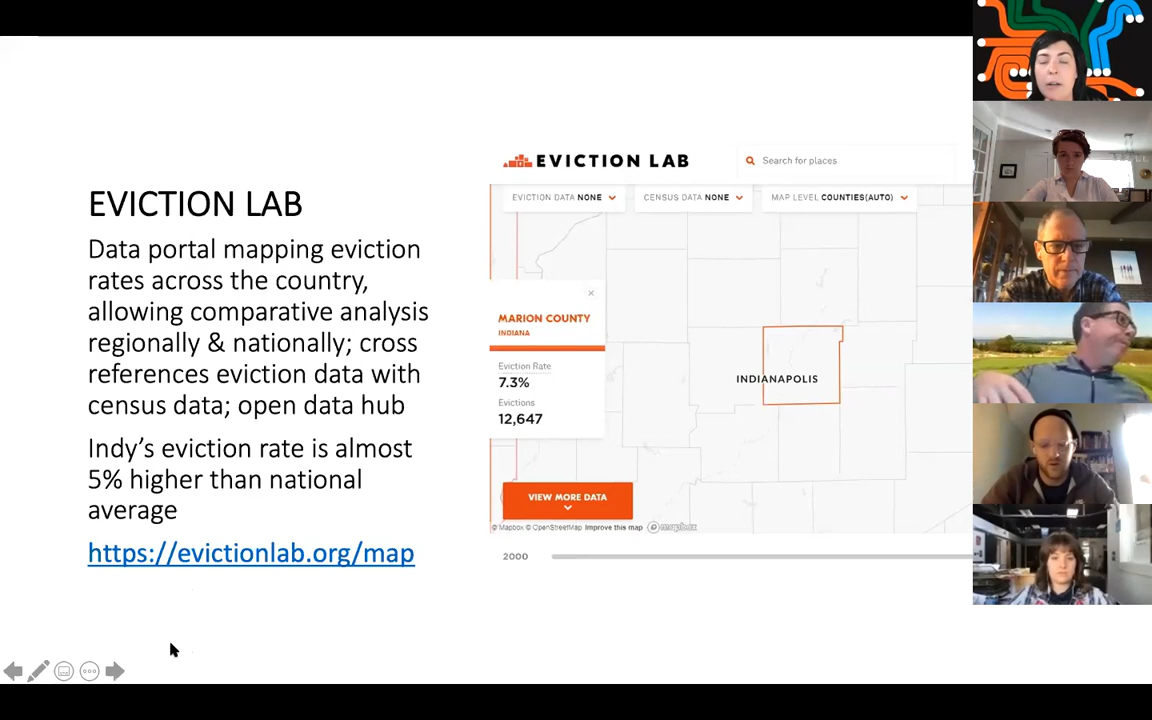 EVICTION LAB
Data portal mapping eviction
rates across the country,
allowing comparative analysis
regionally & nationally; cross
references eviction data with
census data; open data hub
Indy’s eviction rate is almost
5% higher than national
average
https://evictionlab.org/map
EVICTION LAB
Search for places
EVICTION DATA NONE
CENSUS DATA NONE
MAP LEVEL COUNTIES(AUTO)
MARION COUNTY
INDIANA
Eviction Rate
7.3%
Evictions
12,647
INDIANAPOLIS
VIEW MORE DATA
© Mapbox © OpenStreetMap Improve this map
mapbox
2000